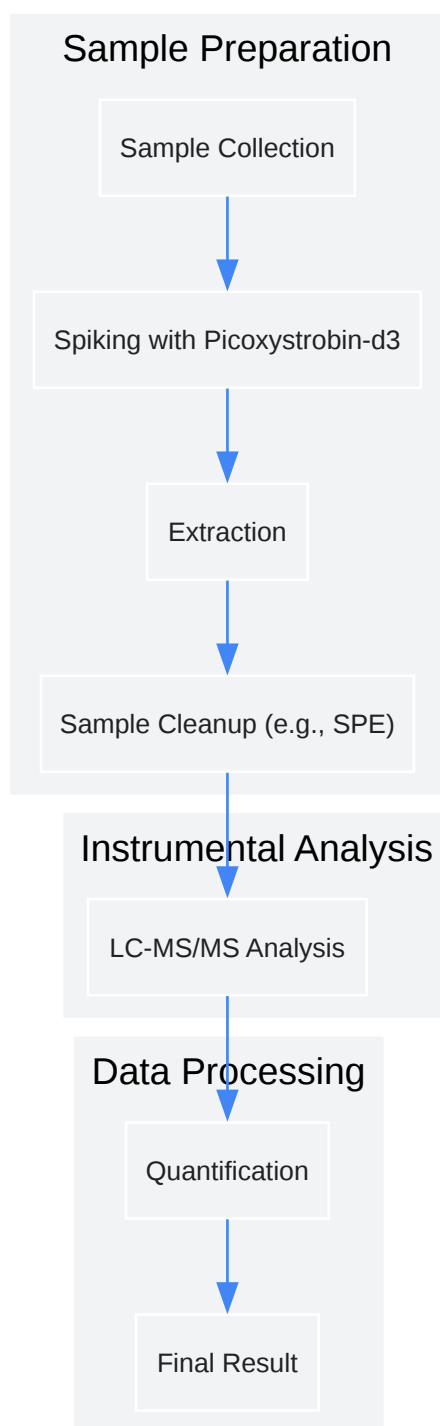 Sample Preparation
Sample Collection
Spiking with Picoxystrobin-d3
Extraction
Sample Cleanup (e.g., SPE)
Instrumental Analysis
LC-MS/MS Analysis
Data Processing
Quantification
Final Result